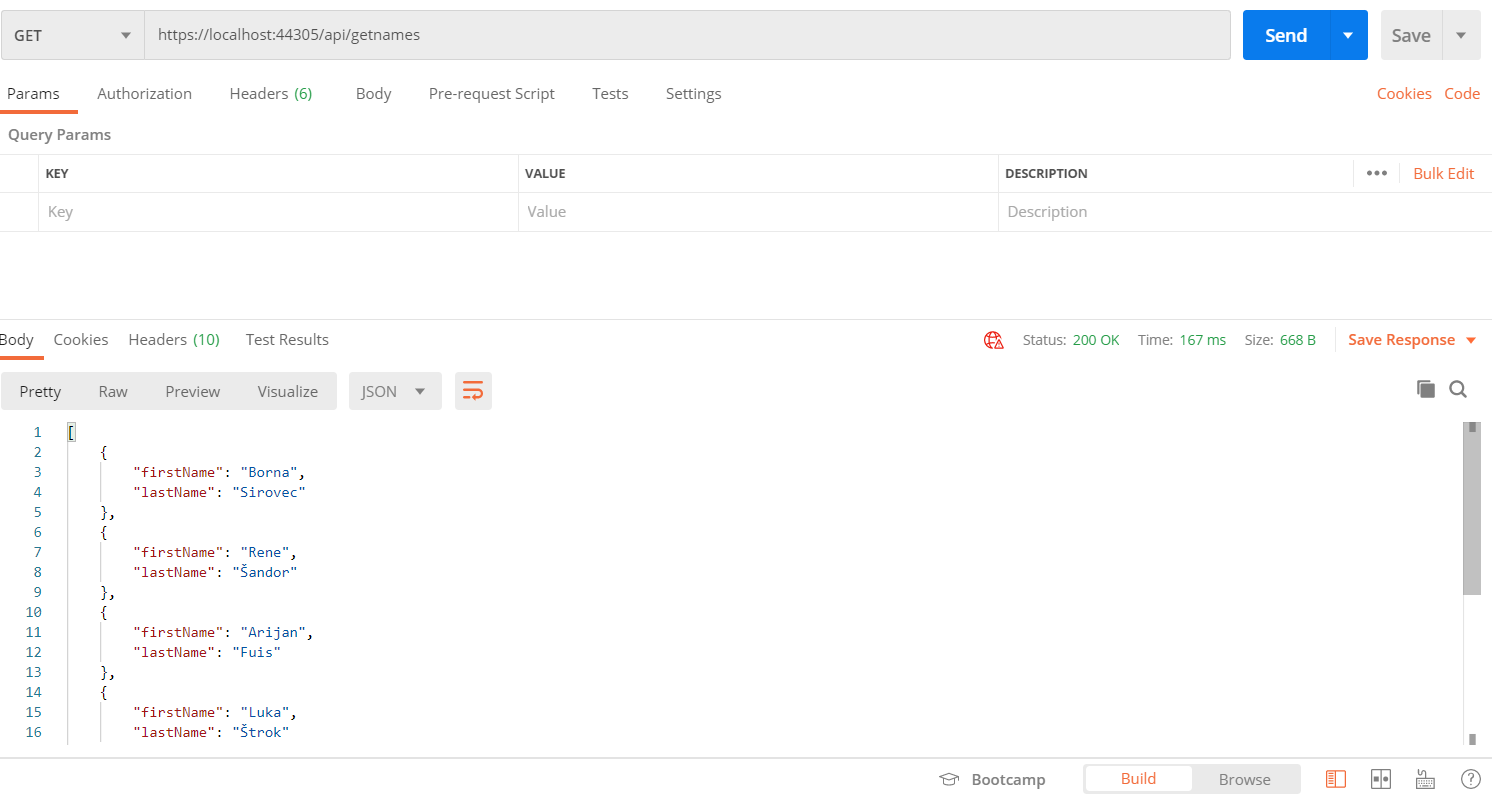 GET https://localhost:44305/api/getnames Send Save
Params Authorization Headers (6) Body Pre-request Script Tests Settings Cookies Code
Query Params
KEY VALUE DESCRIPTION ••• Bulk Edit
Key Value Description
Body Cookies Headers (10) Test Results Status: 200 OK Time: 167 ms Size: 668 B Save Response
Pretty Raw Preview Visualize JSON
1 [
2 {
3 "firstName": "Borna",
4 "lastName": "Sirovec"
5 },
6 {
7 "firstName": "Rene",
8 "lastName": "Šandor"
9 },
10 {
11 "firstName": "Arijan",
12 "lastName": "Fuis"
13 },
14 {
15 "firstName": "Luka",
16 "lastName": "Štrok"
Bootcamp Build Browse ?